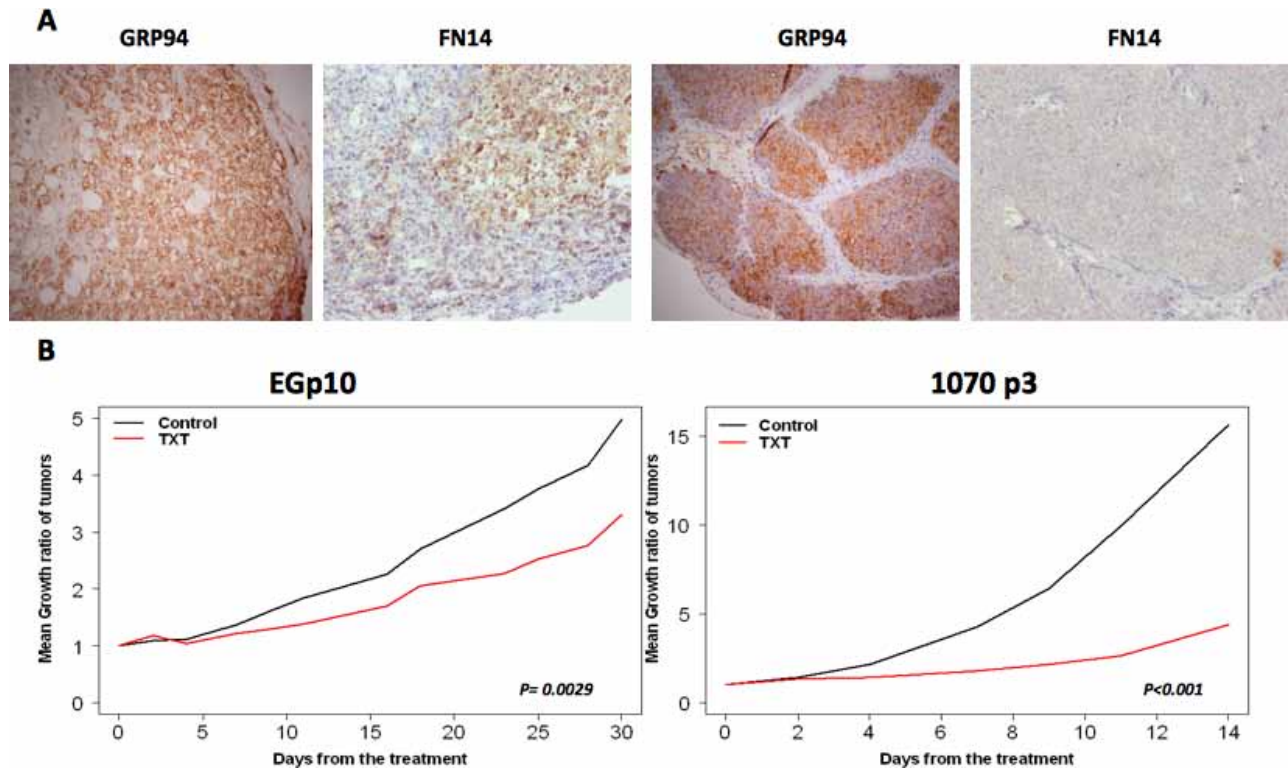 A
GRP94 FN14 GRP94 FN14
B
EGp10
Control
TXT
5
4
3
2
1
0
Mean Growth ratio of tumors
P= 0.0029
0 5 10 15 20 25 30
Days from the treatment
1070 p3
Control
TXT
15
10
5
0
Mean Growth ratio of tumors
P<0.001
0 2 4 6 8 10 12 14
Days from the treatment